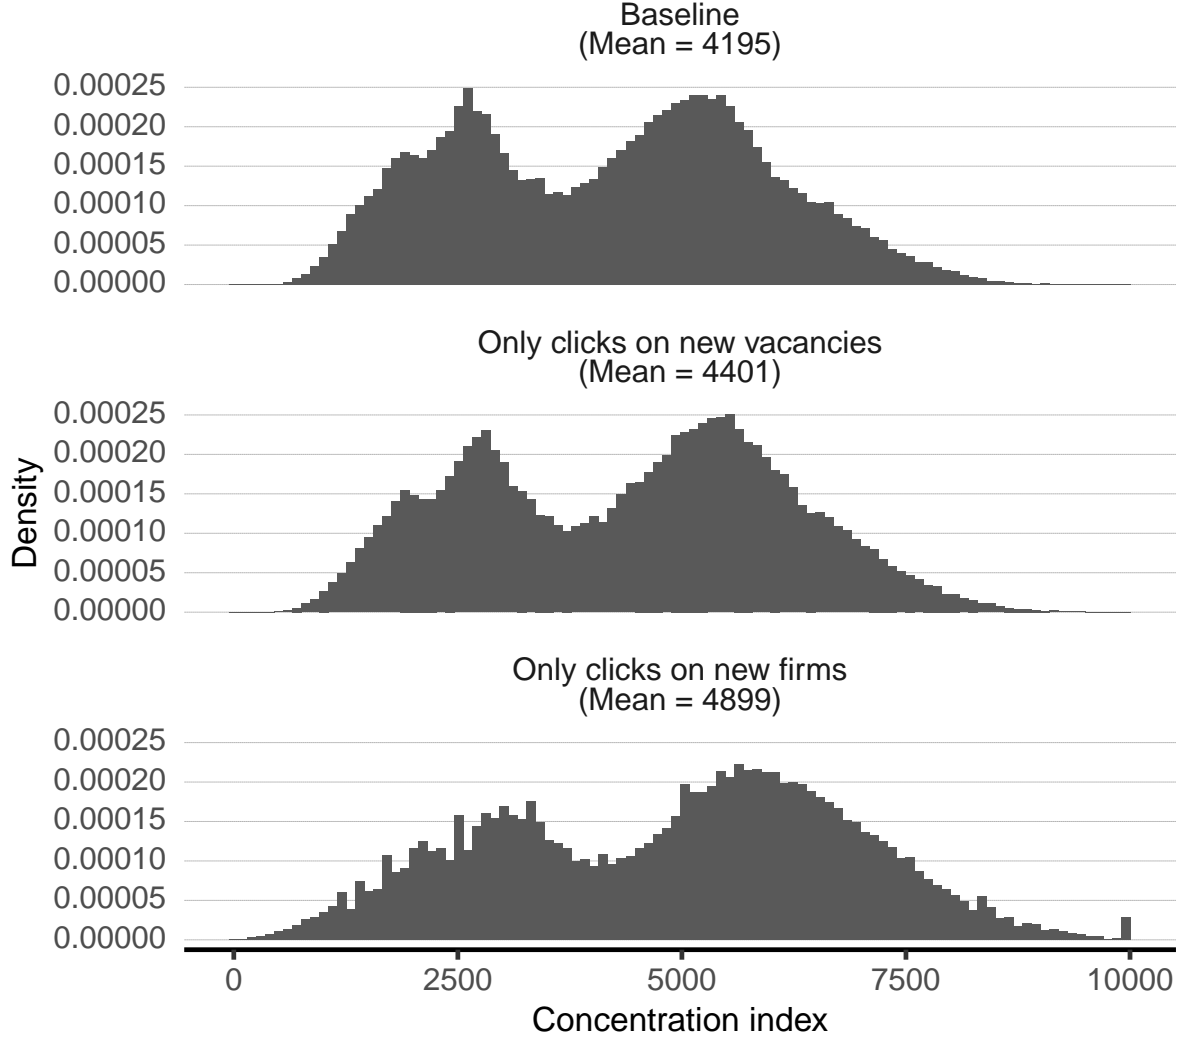 Baseline
(Mean = 4195)
0.00025
0.00020
0.00015
0.00010
0.00005
0.00000
Only clicks on new vacancies
(Mean = 4401)
0.00025
0.00020
0.00015
0.00010
0.00005
0.00000
Density
Only clicks on new firms
(Mean = 4899)
0.00025
0.00020
0.00015
0.00010
0.00005
0.00000
0 2500 5000 7500 10000
Concentration index